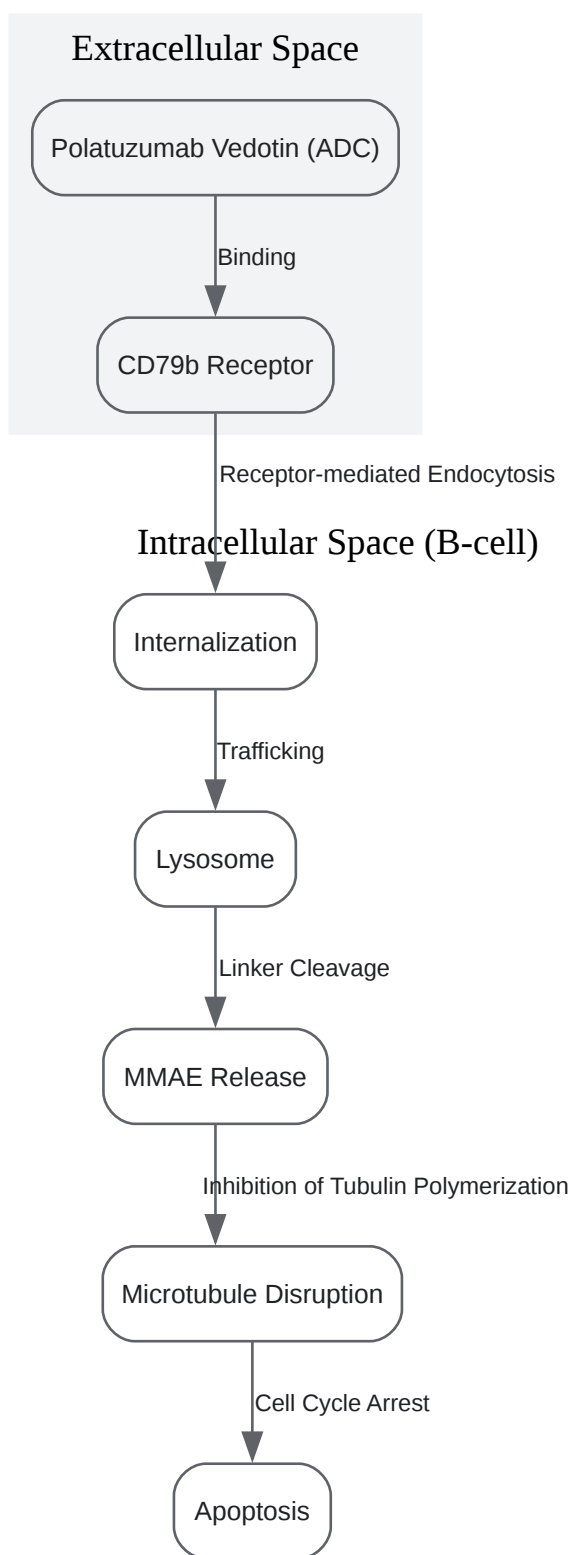 Extracellular Space
Polatuzumab Vedotin (ADC)
Binding
CD79b Receptor
Receptor-mediated Endocytosis
Intracellular Space (B-cell)
Internalization
Trafficking
Lysosome
Linker Cleavage
MMAE Release
Inhibition of Tubulin Polymerization
Microtubule Disruption
Cell Cycle Arrest
Apoptosis